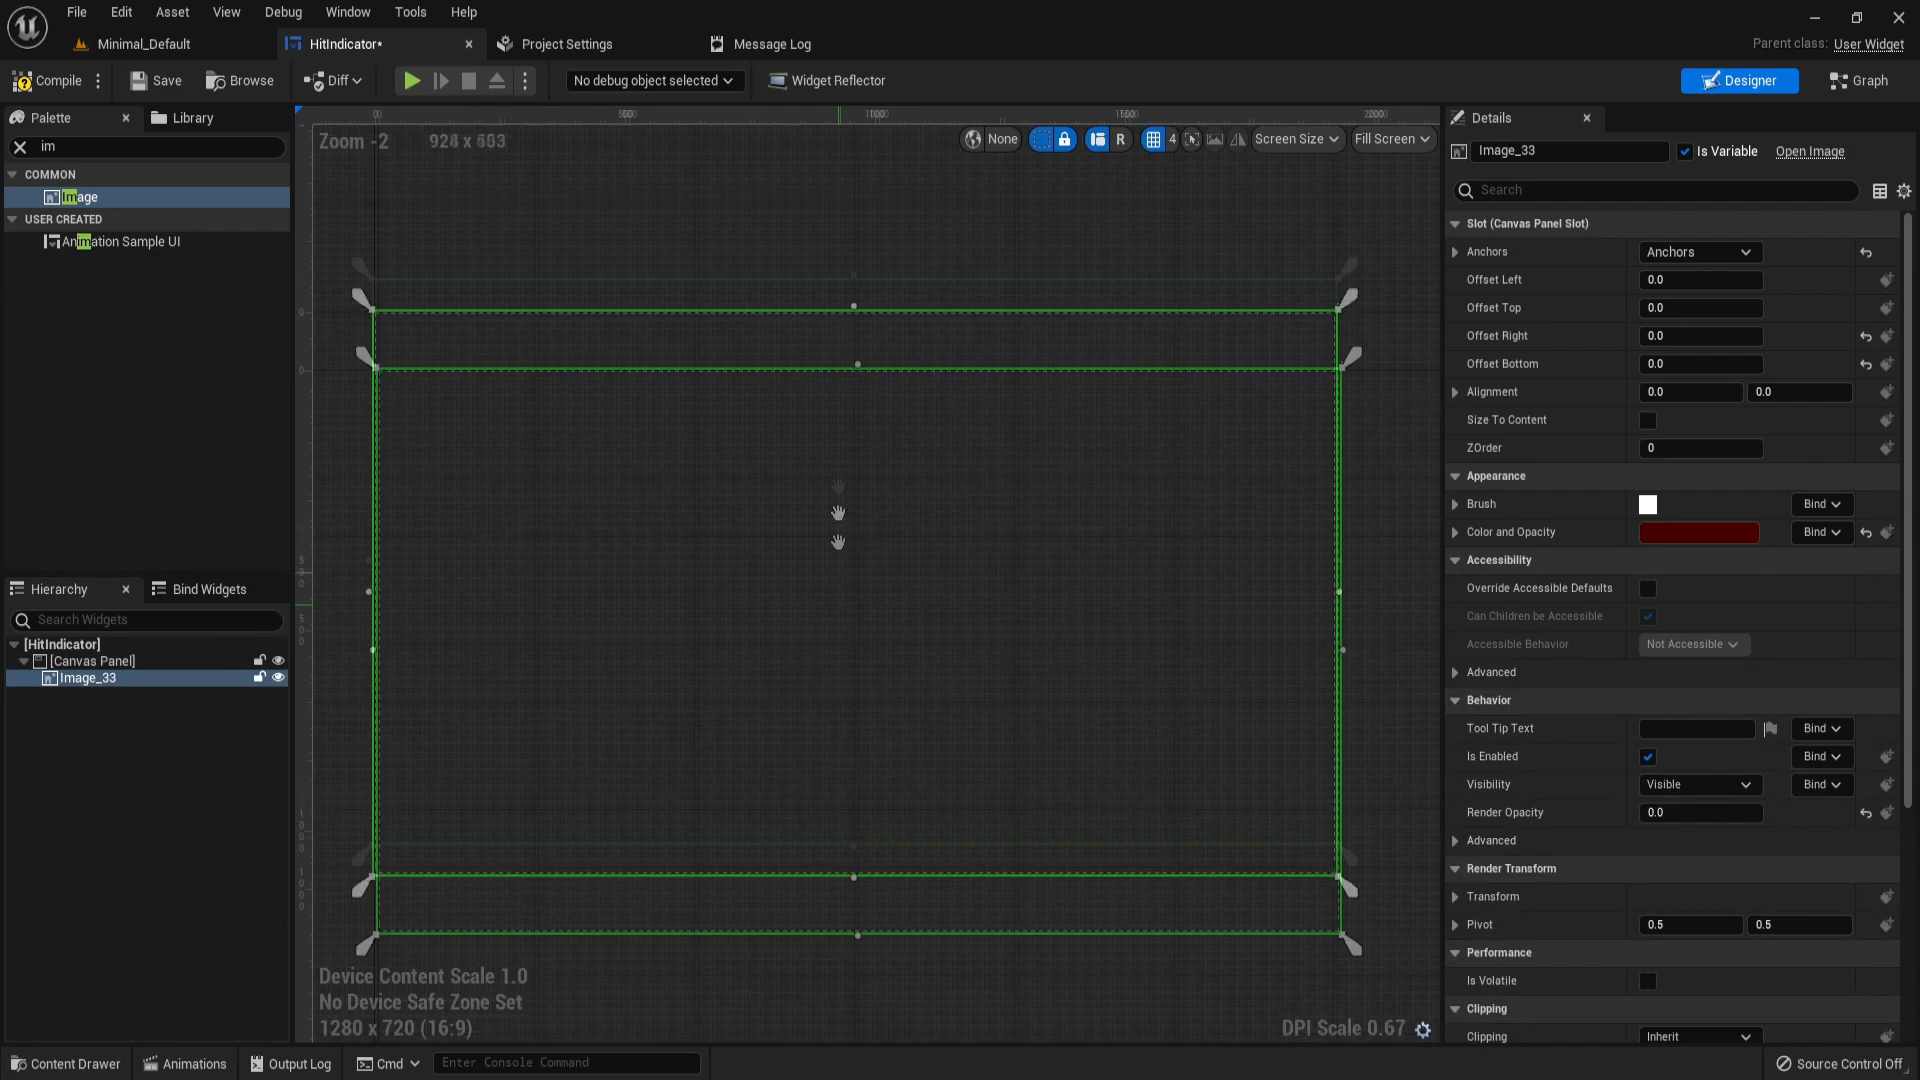 File Edit Asset View Debug Window Tools Help
Minimal_Default
HitIndicator*
Project Settings
Message Log
Parent class: User Widget
Compile
Save
Browse
Diff
No debug object selected
Widget Reflector
Designer
Graph
Palette
Library
im
COMMON
Image
USER CREATED
Animation Sample UI
Hierarchy
Bind Widgets
Search Widgets
[HitIndicator]
[Canvas Panel]
Image_33
Zoom -2
None
R
4
Screen Size
Fill Screen
Device Content Scale 1.0
No Device Safe Zone Set
1280 x 720 (16:9)
DPI Scale 0.67
Details
Image_33
Is Variable
Open Image
Search
Slot (Canvas Panel Slot)
Anchors Anchors
Offset Left 0.0
Offset Top 0.0
Offset Right 0.0
Offset Bottom 0.0
Alignment 0.0 0.0
Size To Content
ZOrder 0
Appearance
Brush Bind
Color and Opacity Bind
Accessibility
Override Accessible Defaults
Can Children be Accessible
Accessible Behavior Not Accessible
Advanced
Behavior
Tool Tip Text Bind
Is Enabled Bind
Visibility Visible Bind
Render Opacity 0.0
Advanced
Render Transform
Transform
Pivot 0.5 0.5
Performance
Is Volatile
Clipping
Clipping Inherit
Content Drawer
Animations
Output Log
Cmd
Enter Console Command
Source Control Off